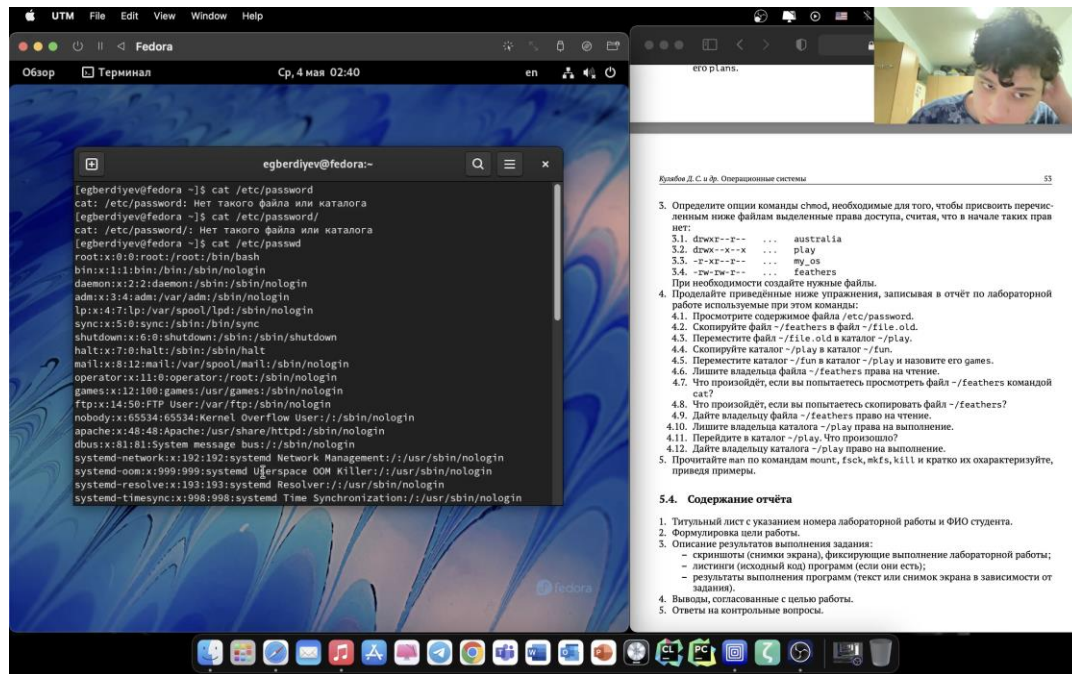 UTM File Edit View Window Help
Fedora
Обзор Терминал Ср, 4 мая 02:40 en
egberdiyev@fedora:~
[egberdiyev@fedora ~]$ cat /etc/password
cat: /etc/password: Нет такого файла или каталога
[egberdiyev@fedora ~]$ cat /etc/password/
cat: /etc/password/: Нет такого файла или каталога
[egberdiyev@fedora ~]$ cat /etc/passwd
root:x:0:0:root:/root:/bin/bash
bin:x:1:1:bin:/bin:/sbin/nologin
daemon:x:2:2:daemon:/sbin:/sbin/nologin
adm:x:3:4:adm:/var/adm:/sbin/nologin
lp:x:4:7:lp:/var/spool/lpd:/sbin/nologin
sync:x:5:0:sync:/sbin:/bin/sync
shutdown:x:6:0:shutdown:/sbin:/sbin/shutdown
halt:x:7:0:halt:/sbin:/sbin/halt
mail:x:8:12:mail:/var/spool/mail:/sbin/nologin
operator:x:11:0:operator:/root:/sbin/nologin
games:x:12:100:games:/usr/games:/sbin/nologin
ftp:x:14:50:FTP User:/var/ftp:/sbin/nologin
nobody:x:65534:65534:Kernel Overflow User:/:/sbin/nologin
apache:x:48:48:Apache:/usr/share/httpd:/sbin/nologin
dbus:x:81:81:System message bus:/:/sbin/nologin
systemd-network:x:192:192:systemd Network Management:/:/usr/sbin/nologin
systemd-oom:x:999:999:systemd Userspace OOM Killer:/:/usr/sbin/nologin
systemd-resolve:x:193:193:systemd Resolver:/:/usr/sbin/nologin
systemd-timesync:x:998:998:systemd Time Synchronization:/:/usr/sbin/nologin
fedora
его plans.
Кулябов Д. С. и др. Операционные системы 53
3. Определите опции команды chmod, необходимые для того, чтобы присвоить перечис-
ленным ниже файлам выделенные права доступа, считая, что в начале таких прав
нет:
3.1. drwxr--r-- ... australia
3.2. drwx--x--x ... play
3.3. -r-xr--r-- ... my_os
3.4. -rw-rw-r-- ... feathers
При необходимости создайте нужные файлы.
4. Проделайте приведённые ниже упражнения, записывая в отчёт по лабораторной
работе используемые при этом команды:
4.1. Просмотрите содержимое файла /etc/password.
4.2. Скопируйте файл ~/feathers в файл ~/file.old.
4.3. Переместите файл ~/file.old в каталог ~/play.
4.4. Скопируйте каталог ~/play в каталог ~/fun.
4.5. Переместите каталог ~/fun в каталог ~/play и назовите его games.
4.6. Лишите владельца файла ~/feathers права на чтение.
4.7. Что произойдёт, если вы попытаетесь просмотреть файл ~/feathers командой
cat?
4.8. Что произойдёт, если вы попытаетесь скопировать файл ~/feathers?
4.9. Дайте владельцу файла ~/feathers право на чтение.
4.10. Лишите владельца каталога ~/play права на выполнение.
4.11. Перейдите в каталог ~/play. Что произошло?
4.12. Дайте владельцу каталога ~/play право на выполнение.
5. Прочитайте man по командам mount, fsck, mkfs, kill и кратко их охарактеризуйте,
приведя примеры.
5.4. Содержание отчёта
1. Титульный лист с указанием номера лабораторной работы и ФИО студента.
2. Формулировка цели работы.
3. Описание результатов выполнения задания:
– скриншоты (снимки экрана), фиксирующие выполнение лабораторной работы;
– листинги (исходный код) программ (если они есть);
– результаты выполнения программ (текст или снимок экрана в зависимости от
задания).
4. Выводы, согласованные с целью работы.
5. Ответы на контрольные вопросы.